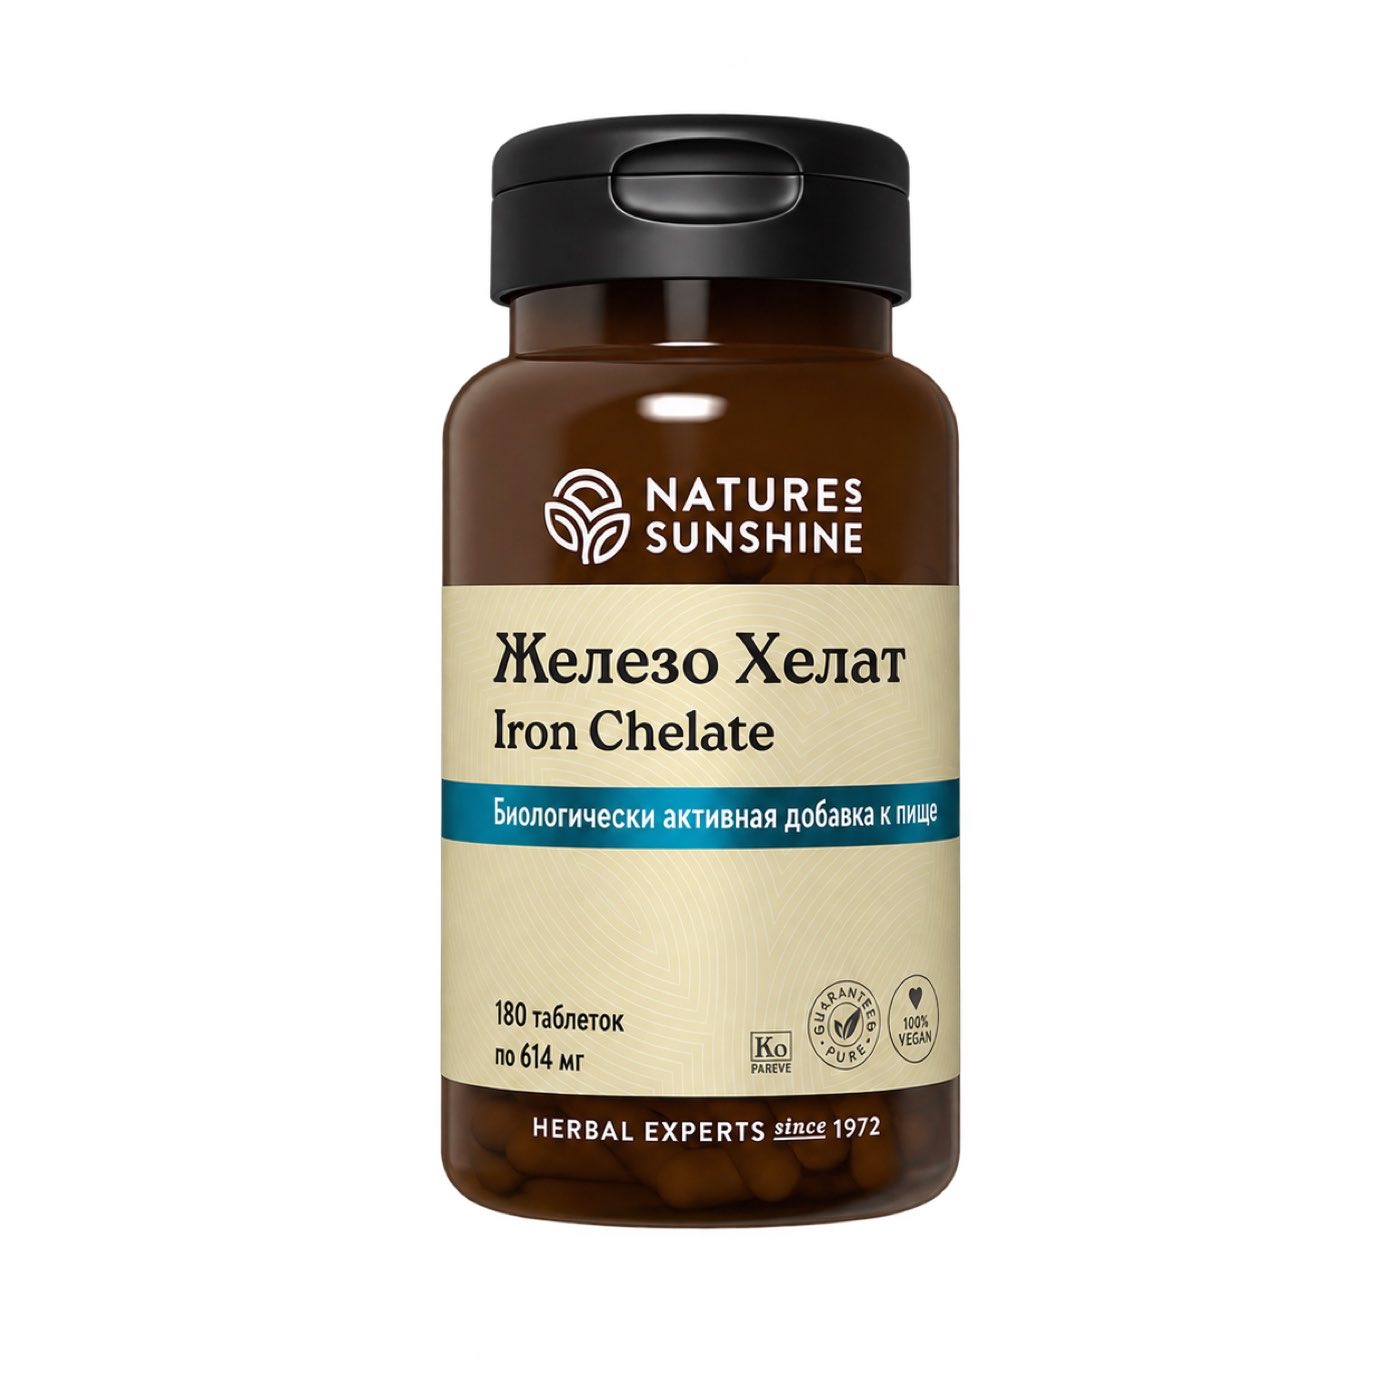 NATURES
SUNSHINE
Железо Хелат
Iron Chelate
Биологически активная добавка к пище
180 таблеток
по 614 мг
Ko
PAREVE
GUARANTEED
PURE
100%
VEGAN
HERBAL EXPERTS since 1972